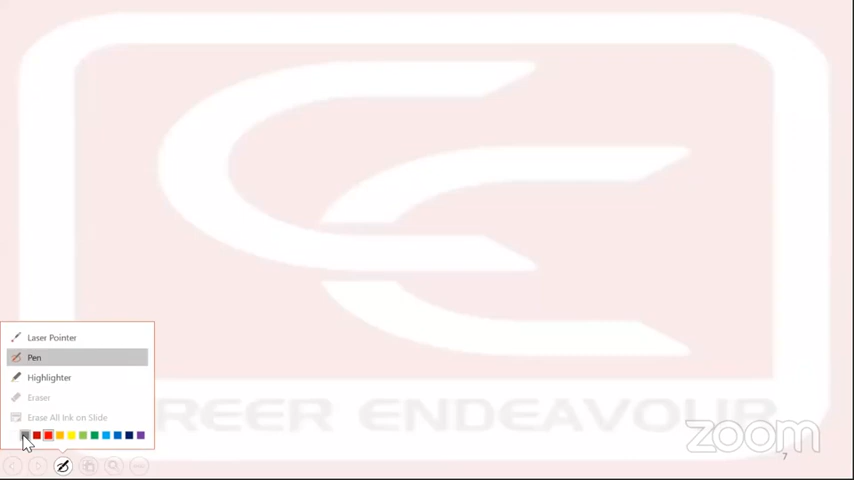 Laser Pointer
Pen
Highlighter
Eraser
Erase All Ink on Slide
REER ENDEAVOUR
zoom
7